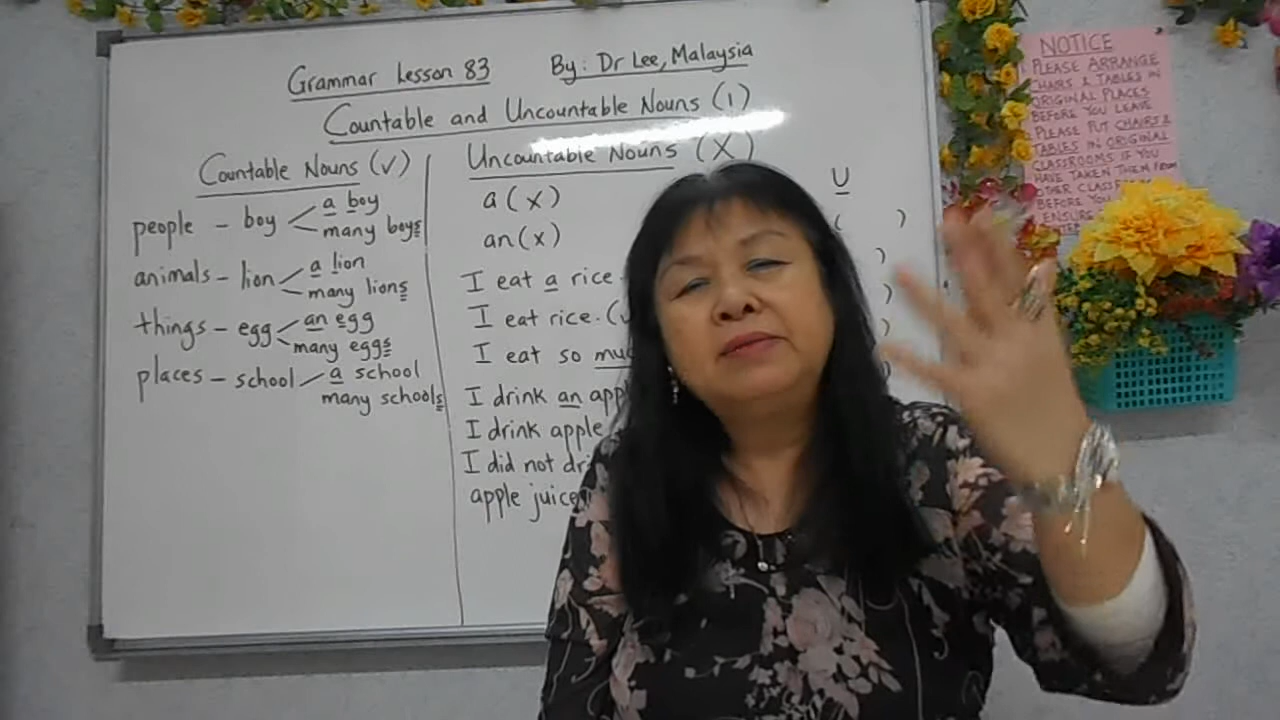 Grammar Lesson 83
By: Dr Lee, Malaysia
Countable and Uncountable Nouns (1)
Countable Nouns (√)
people - boy
a boy
many boys
animals - lion
a lion
many lions
things - egg
an egg
many eggs
places - school
a school
many schools
Uncountable Nouns (X)
a (x)
an (x)
I eat a rice
I eat rice. (
I eat so
I drink an
I drink apple
I did not
apple juice
U
( )
)
)
)
)
NOTICE
PLEASE ARRANGE
CHAIRS & TABLES IN
ORIGINAL PLACES
BEFORE YOU LEAVE
PLEASE PUT CHAIRS &
TABLES IN ORIGINAL
CLASSROOMS IF YOU
HAVE TAKEN THEM FROM
OTHER
BEFORE
ENSURE